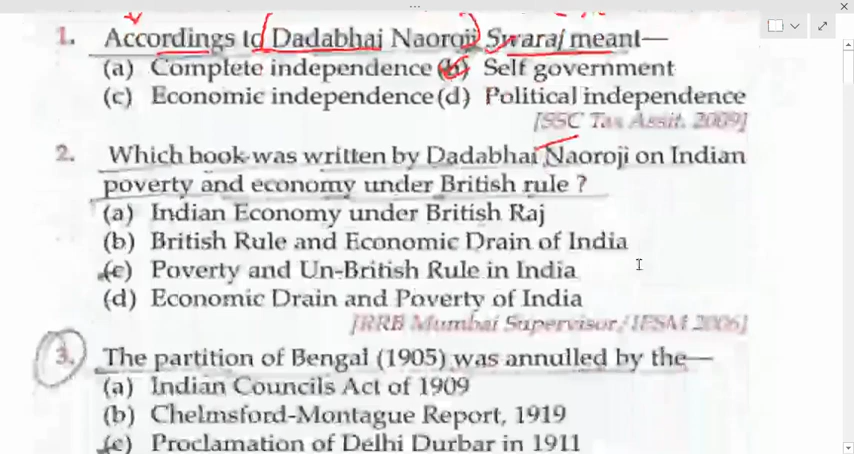 1. Accordings to Dadabhai Naoroji Swaraj meant—
(a) Complete independence (b) Self government
(c) Economic independence (d) Political independence
[SSC Tax Assit. 2009]
2. Which book was written by Dadabhai Naoroji on Indian
poverty and economy under British rule ?
(a) Indian Economy under British Raj
(b) British Rule and Economic Drain of India
(c) Poverty and Un-British Rule in India
(d) Economic Drain and Poverty of India
[RRB Mumbai Supervisor/IESM 2006]
3. The partition of Bengal (1905) was annulled by the—
(a) Indian Councils Act of 1909
(b) Chelmsford-Montague Report, 1919
(c) Proclamation of Delhi Durbar in 1911